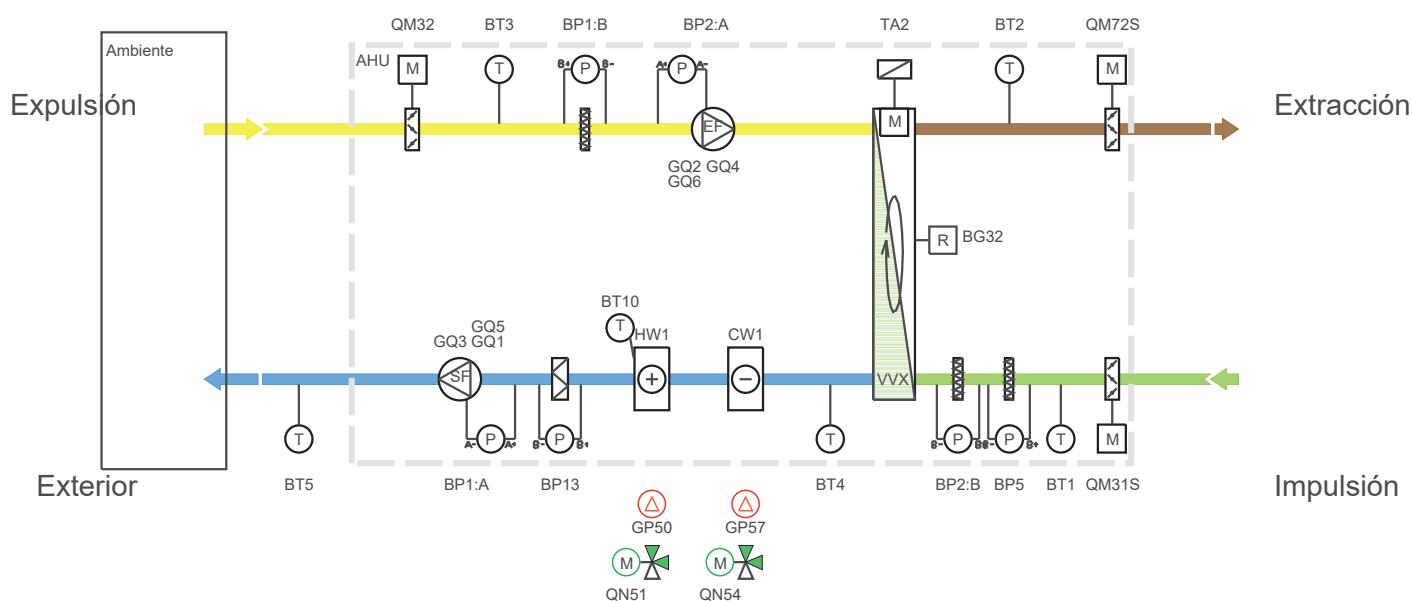 QM32 BT3 BP1:B BP2:A TA2 BT2 QM72S
Ambiente
AHU M T P P T M
S+ S- A+ A-
Expulsión Extracción
EF M
GQ2 GQ4
GQ6
R BG32
BT10
GQ5
GQ3 GQ1 T HW1 CW1
SF + − VVX
T P P T P P T M
A- A+ S- S+ S- S+ S- S+
Exterior BT5 BP1:A BP13 BT4 BP2:B BP5 BT1 QM31S Impulsión
GP50 GP57
M M
QN51 QN54